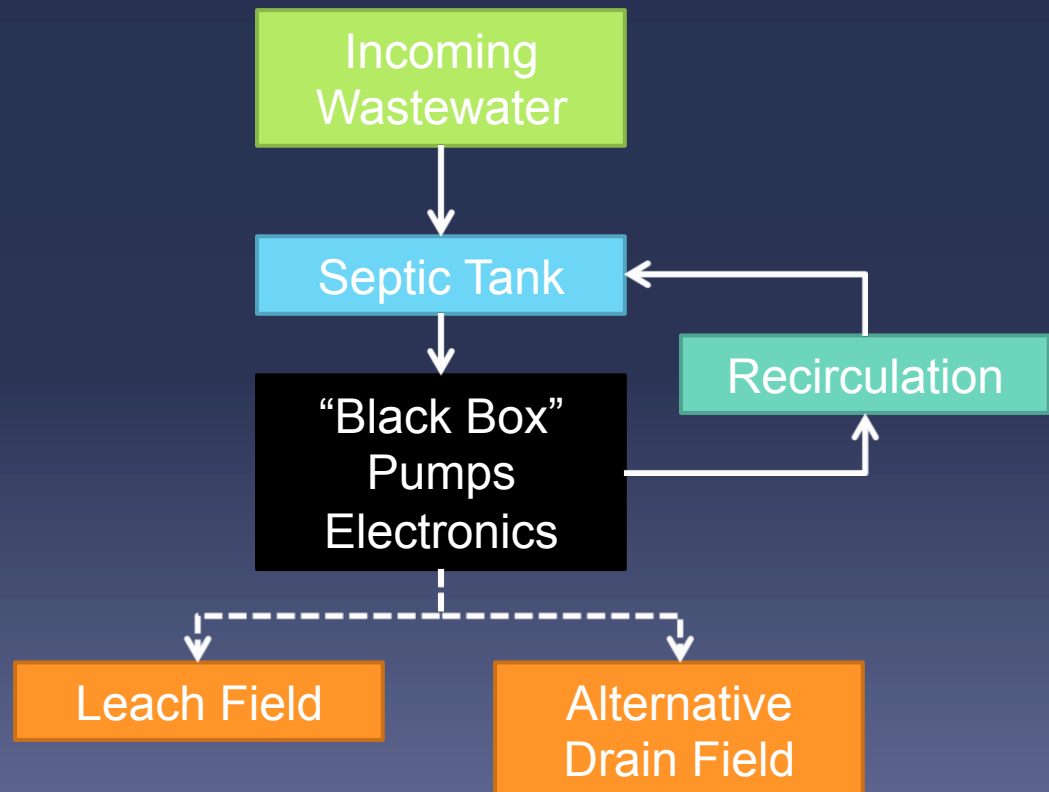 Incoming
Wastewater
Septic Tank
Recirculation
“Black Box”
Pumps
Electronics
Leach Field
Alternative
Drain Field